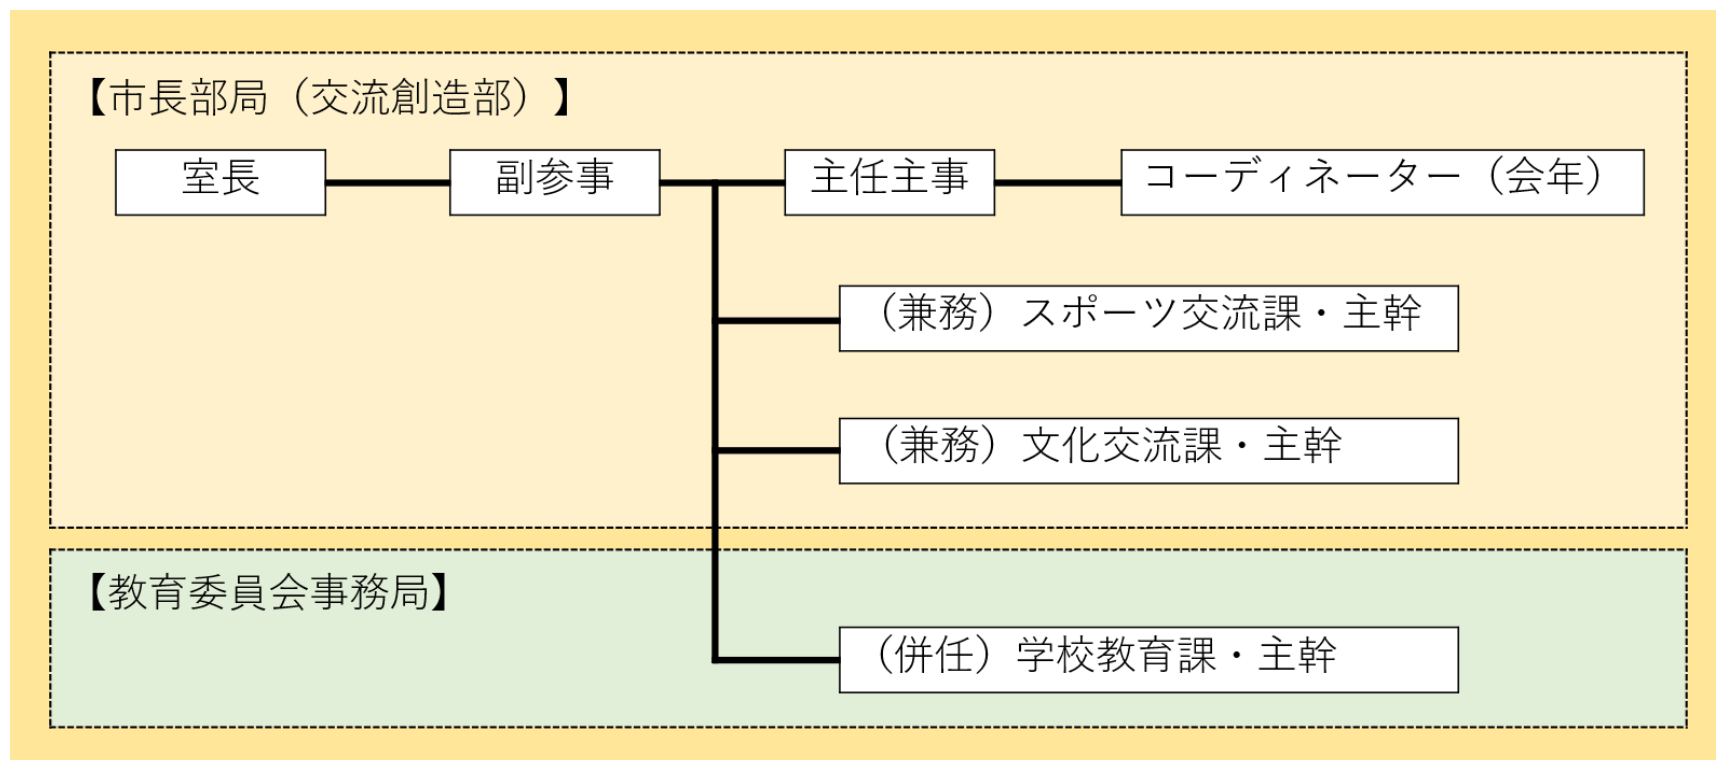 【市長部局（交流創造部）】
室長
副参事
主任主事
コーディネーター（会年）
（兼務）スポーツ交流課・主幹
（兼務）文化交流課・主幹
【教育委員会事務局】
（併任）学校教育課・主幹